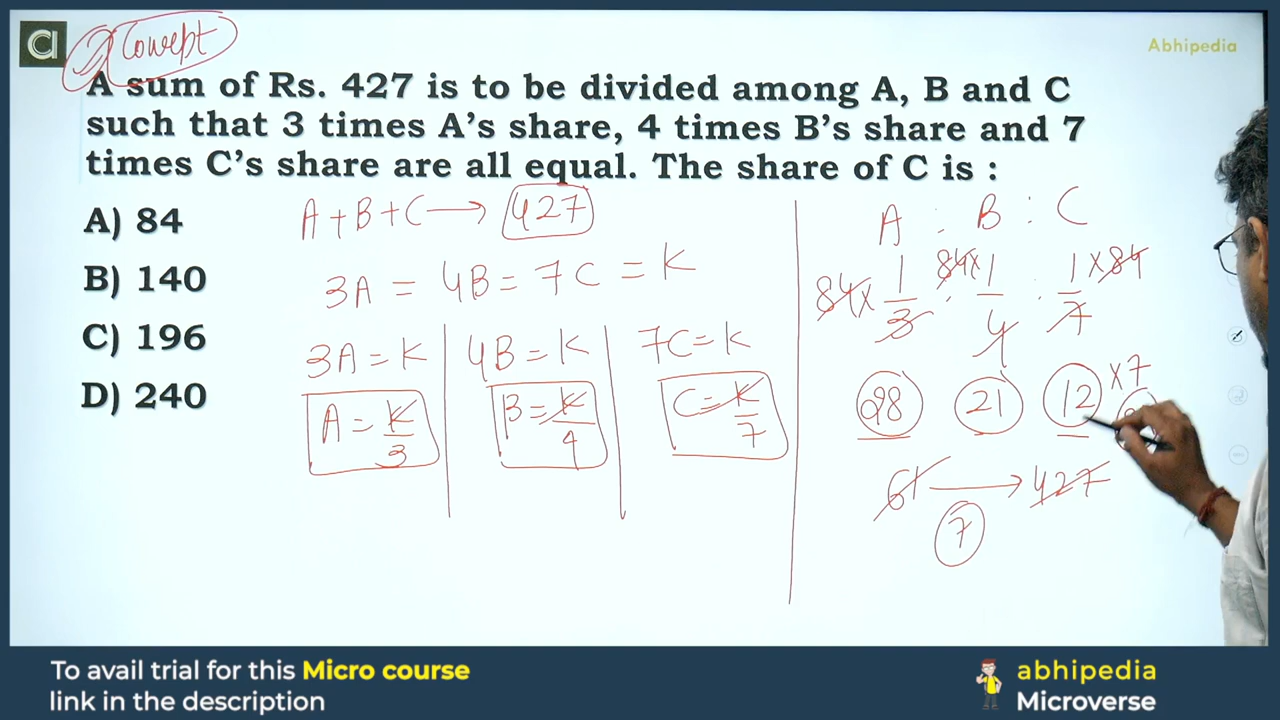 Concept
Abhipedia
A sum of Rs. 427 is to be divided among A, B and C
such that 3 times A's share, 4 times B's share and 7
times C's share are all equal. The share of C is :
A) 84
B) 140
C) 196
D) 240
A+B+C → 427
3A = 4B = 7C = K
3A = K
A = K/3
4B = K
B = K/4
7C = K
C = K/7
A : B : C
84 × 1/3 : 84 × 1/4 : 1/7 × 84
28 21 12 × 7
61 → 427
7
To avail trial for this Micro course
link in the description
abhipedia
Microverse